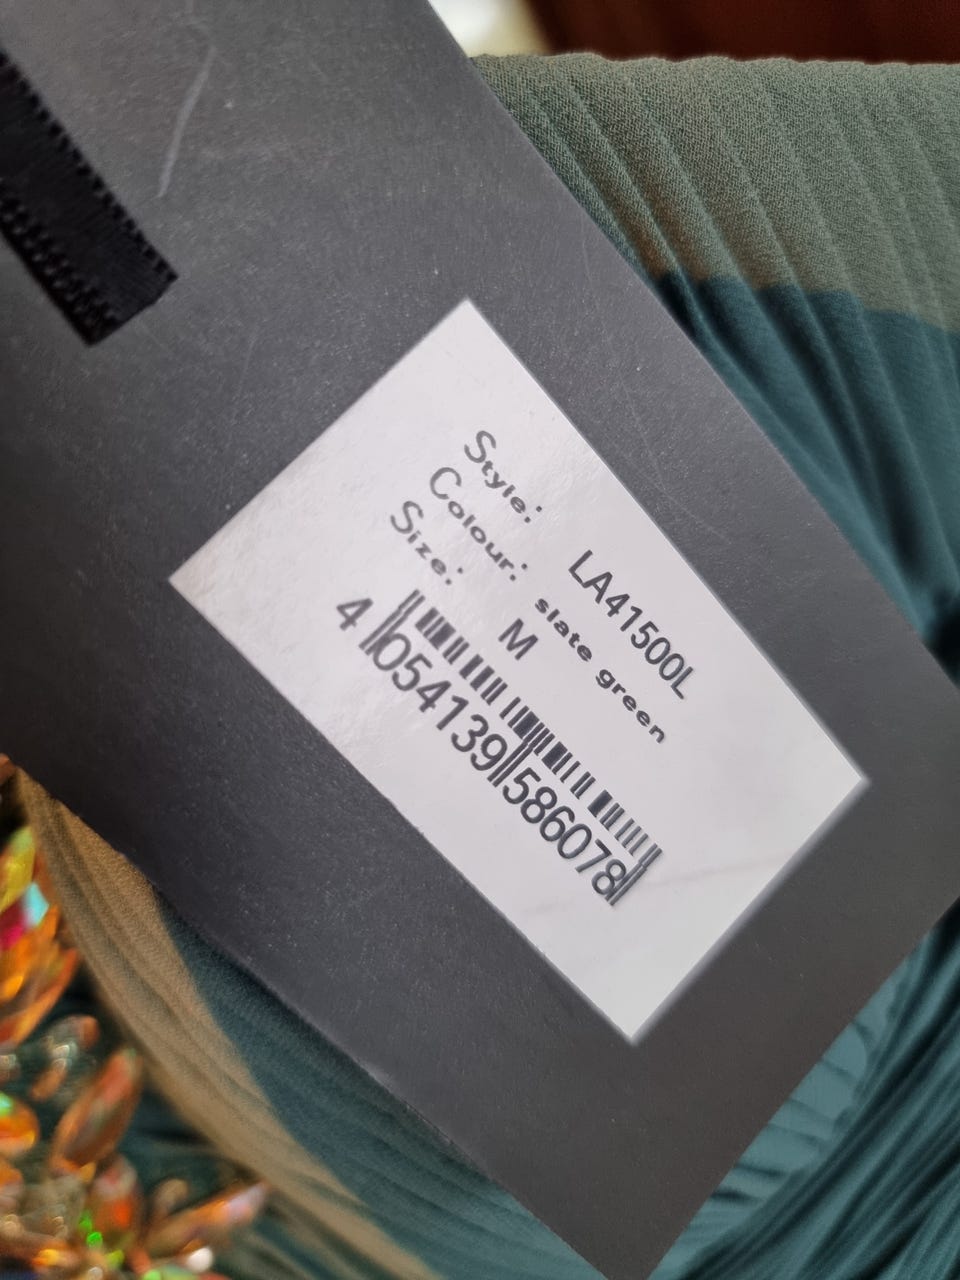 Style: LA41500L
Colour: slate green
Size: M
4 054139 586078